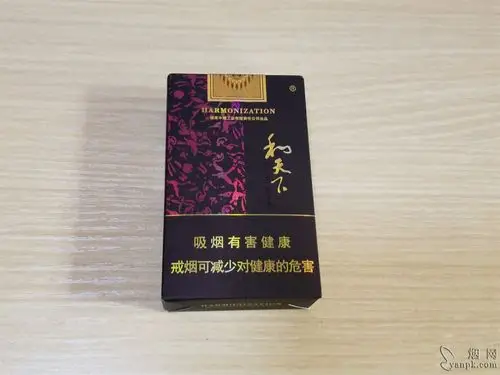 ®
HARMONIZATION
和天下
吸烟有害健康
戒烟可减少对健康的危害
HARMONIZATION
烟网
yanpk.com